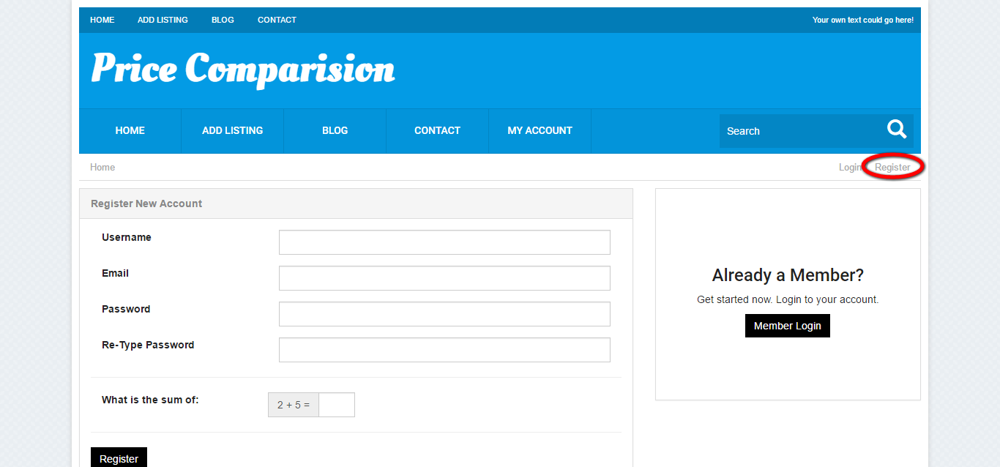 HOME ADD LISTING BLOG CONTACT Your own text could go here!
Price Comparision
HOME ADD LISTING BLOG CONTACT MY ACCOUNT Search
Home Login Register
Register New Account
Username
Email
Password
Re-Type Password
What is the sum of: 2 + 5 =
Register
Already a Member?
Get started now. Login to your account.
Member Login